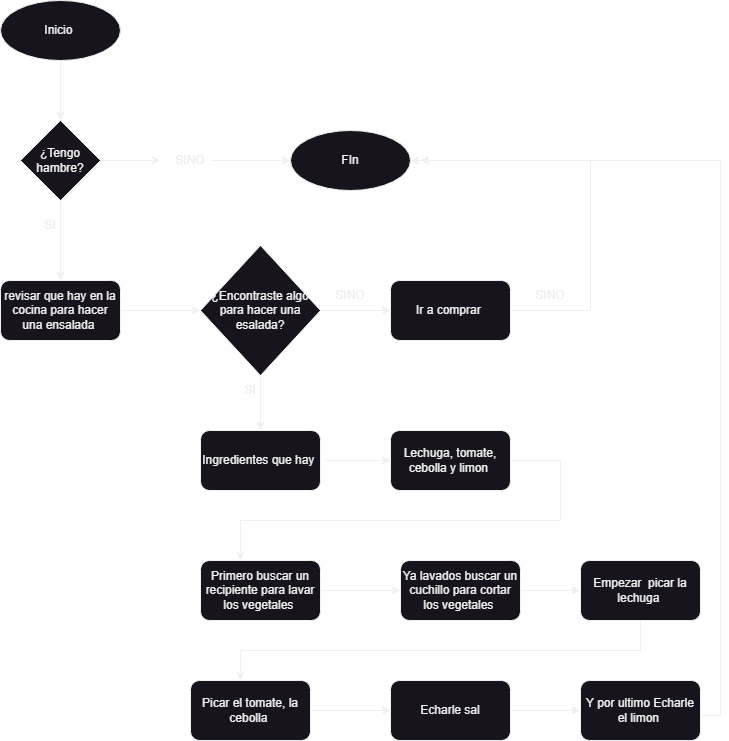 Inicio
¿Tengo
hambre?
SINO
FIn
SI
revisar que hay en la
cocina para hacer
una ensalada
¿Encontraste algo
para hacer una
esalada?
SINO
Ir a comprar
SINO
SI
Ingredientes que hay
Lechuga, tomate,
cebolla y limon
Primero buscar un
recipiente para lavar
los vegetales
Ya lavados buscar un
cuchillo para cortar
los vegetales
Empezar picar la
lechuga
Picar el tomate, la
cebolla
Echarle sal
Y por ultimo Echarle
el limon